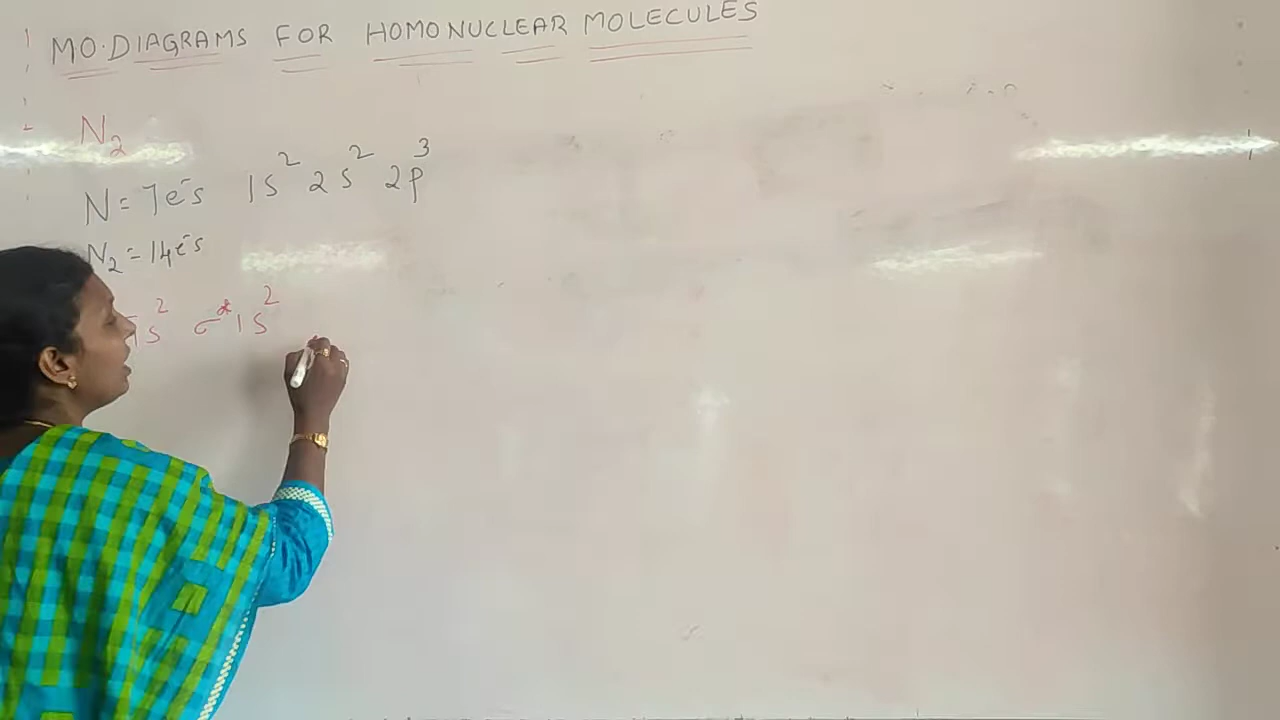 MO.DIAGRAMS FOR HOMONUCLEAR MOLECULES
N₂
N = 7e⁻s 1s² 2s² 2p³
N₂ = 14e⁻s
1s² σ*1s²